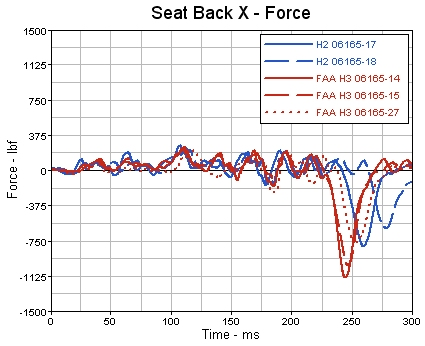 Seat Back X - Force
1500
1125
750
375
0
-375
-750
-1125
-1500
Force - lbf
H2 06165-17
H2 06165-18
FAA H3 06165-14
FAA H3 06165-15
FAA H3 06165-27
0 50 100 150 200 250 300
Time - ms